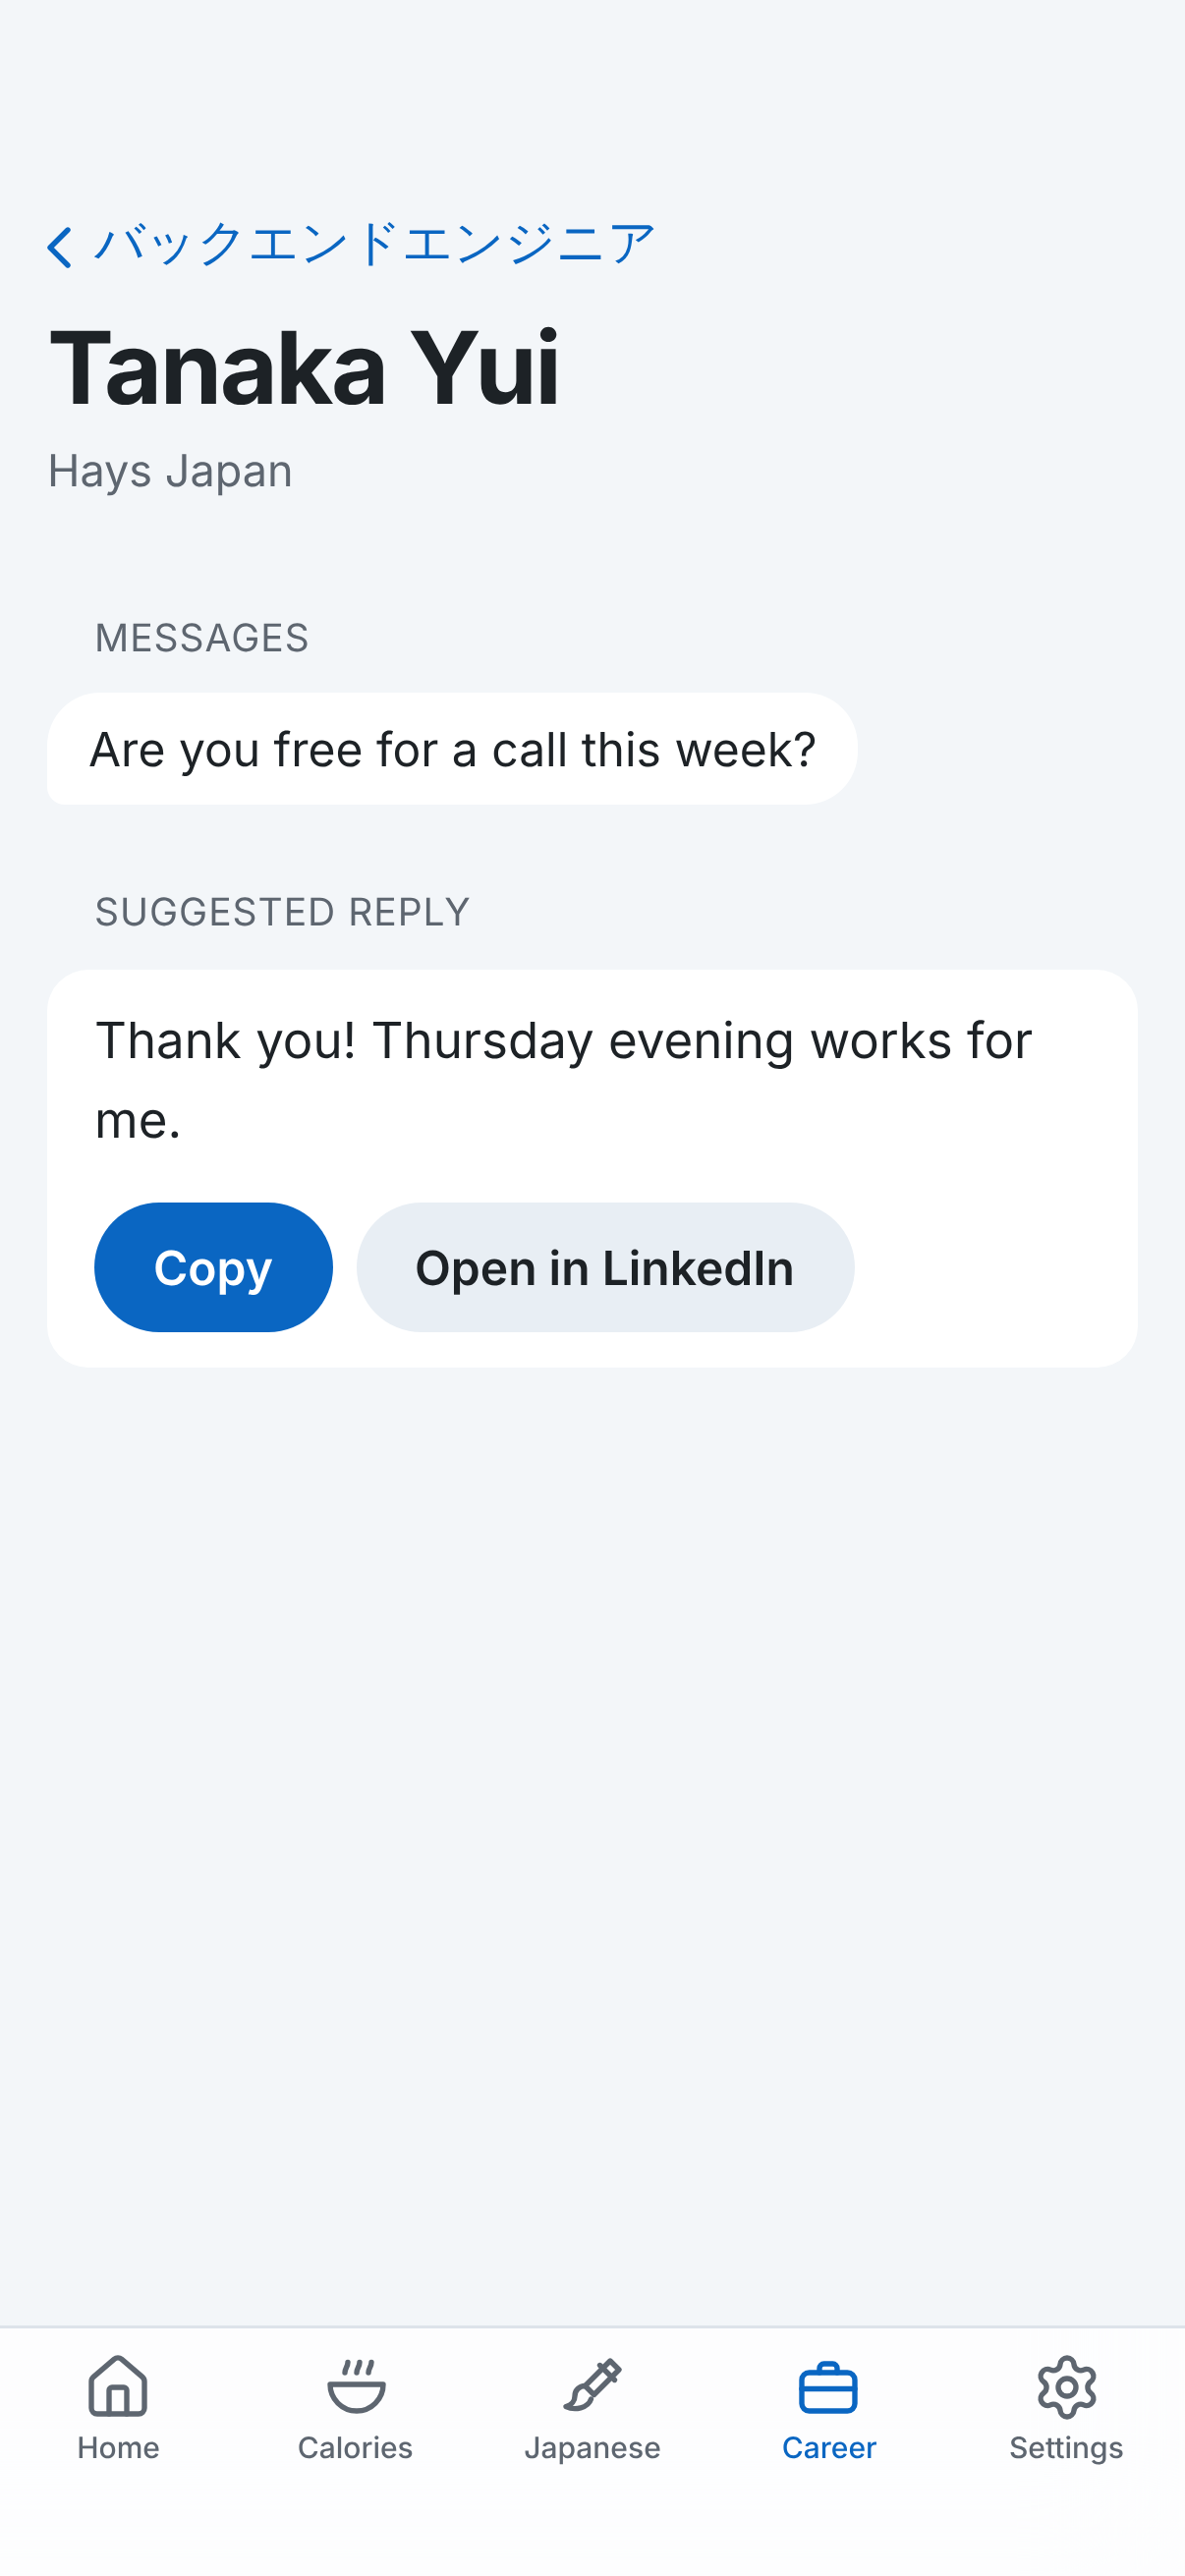 バックエンドエンジニア
Tanaka Yui
Hays Japan
MESSAGES
Are you free for a call this week?
SUGGESTED REPLY
Thank you! Thursday evening works for
me.
Copy
Open in LinkedIn
Home
Calories
Japanese
Career
Settings